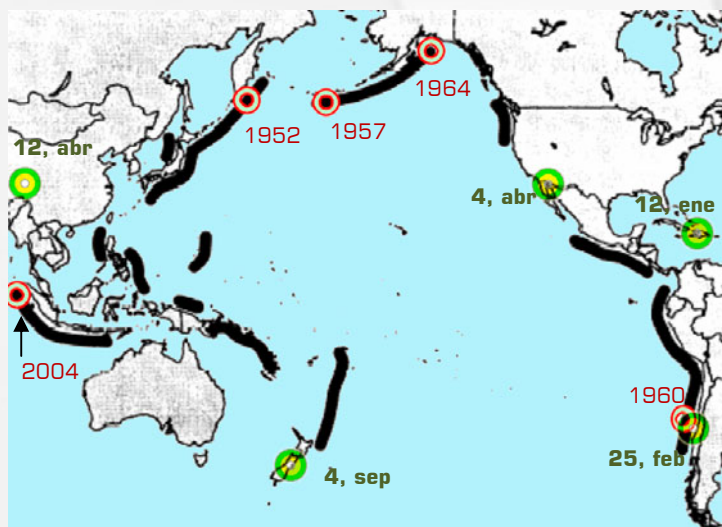 1964
1952
1957
12, abr
4, abr
12, ene
2004
1960
25, feb
4, sep